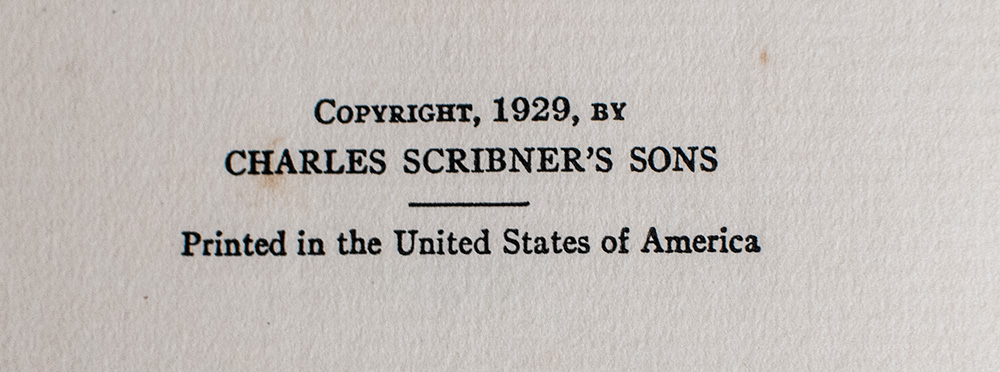 COPYRIGHT, 1929, BY
CHARLES SCRIBNER'S SONS
Printed in the United States of America